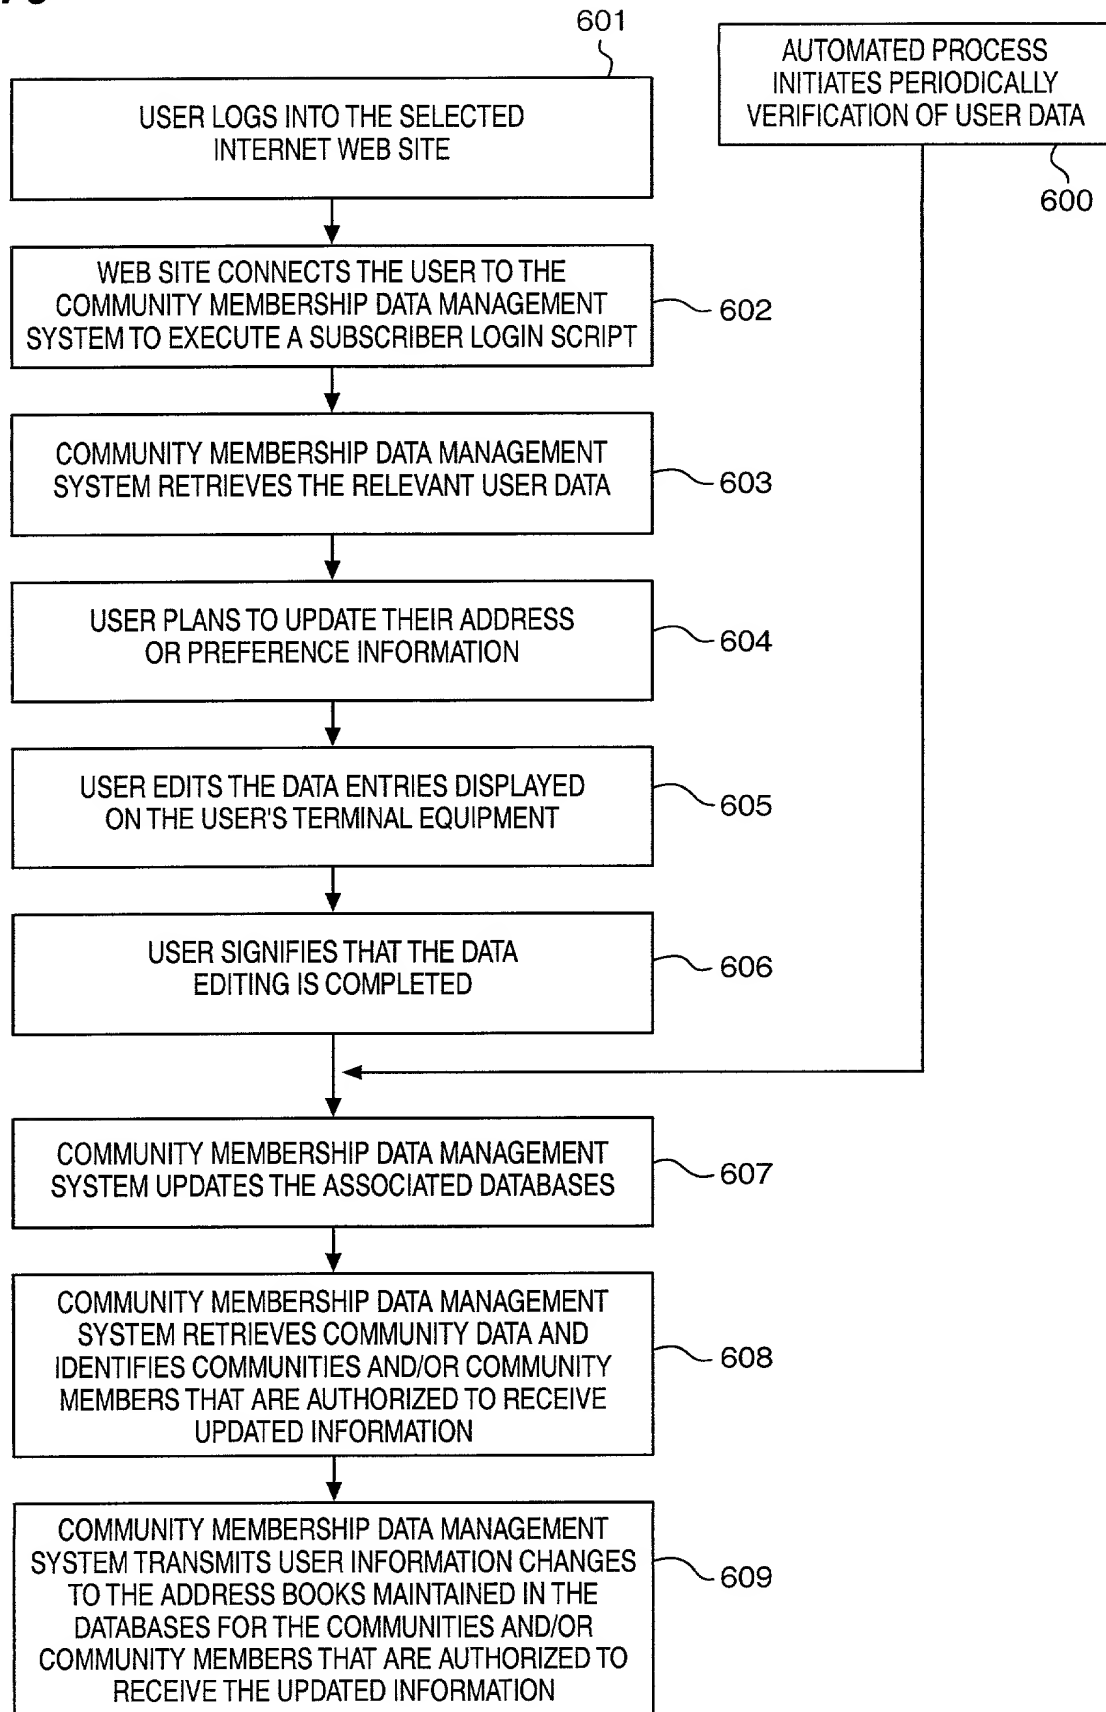 601
USER LOGS INTO THE SELECTED
INTERNET WEB SITE
AUTOMATED PROCESS
INITIATES PERIODICALLY
VERIFICATION OF USER DATA
600
WEB SITE CONNECTS THE USER TO THE
COMMUNITY MEMBERSHIP DATA MANAGEMENT
SYSTEM TO EXECUTE A SUBSCRIBER LOGIN SCRIPT
602
COMMUNITY MEMBERSHIP DATA MANAGEMENT
SYSTEM RETRIEVES THE RELEVANT USER DATA
603
USER PLANS TO UPDATE THEIR ADDRESS
OR PREFERENCE INFORMATION
604
USER EDITS THE DATA ENTRIES DISPLAYED
ON THE USER'S TERMINAL EQUIPMENT
605
USER SIGNIFIES THAT THE DATA
EDITING IS COMPLETED
606
COMMUNITY MEMBERSHIP DATA MANAGEMENT
SYSTEM UPDATES THE ASSOCIATED DATABASES
607
COMMUNITY MEMBERSHIP DATA MANAGEMENT
SYSTEM RETRIEVES COMMUNITY DATA AND
IDENTIFIES COMMUNITIES AND/OR COMMUNITY
MEMBERS THAT ARE AUTHORIZED TO RECEIVE
UPDATED INFORMATION
608
COMMUNITY MEMBERSHIP DATA MANAGEMENT
SYSTEM TRANSMITS USER INFORMATION CHANGES
TO THE ADDRESS BOOKS MAINTAINED IN THE
DATABASES FOR THE COMMUNITIES AND/OR
COMMUNITY MEMBERS THAT ARE AUTHORIZED TO
RECEIVE THE UPDATED INFORMATION
609